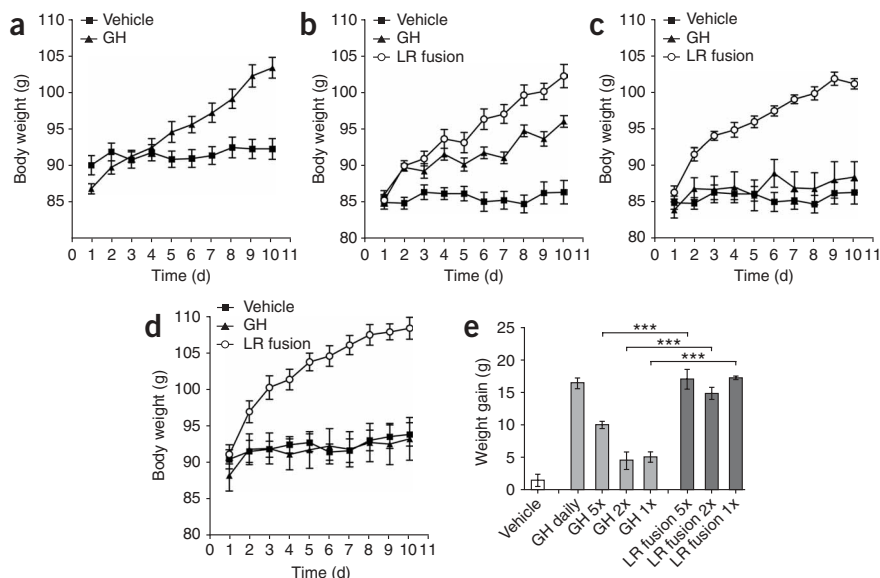 a
Vehicle
GH
Body weight (g)
110
105
100
95
90
85
80
0 1 2 3 4 5 6 7 8 9 10 11
Time (d)
b
Vehicle
GH
LR fusion
Body weight (g)
110
105
100
95
90
85
80
0 1 2 3 4 5 6 7 8 9 10 11
Time (d)
c
Vehicle
GH
LR fusion
Body weight (g)
110
105
100
95
90
85
80
0 1 2 3 4 5 6 7 8 9 10 11
Time (d)
d
Vehicle
GH
LR fusion
Body weight (g)
110
105
100
95
90
85
80
0 1 2 3 4 5 6 7 8 9 10 11
Time (d)
e
Weight gain (g)
25
20
15
10
5
0
***
***
***
Vehicle
GH daily
GH 5x
GH 2x
GH 1x
LR fusion 5x
LR fusion 2x
LR fusion 1x